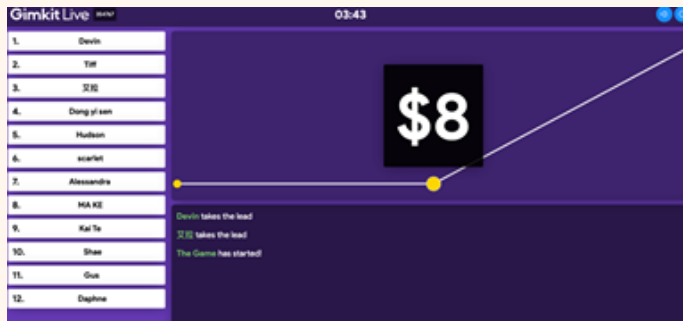 Gimkit Live
03:43
1. Devin
2. Tiff
3. 艾拉
4. Dong yi sen
5. Hudson
6. scarlet
7. Alessandra
8. MA KE
9. Kai Te
10. Shae
11. Gus
12. Daphne
$8
Devin takes the lead
艾拉 takes the lead
The Game has started!